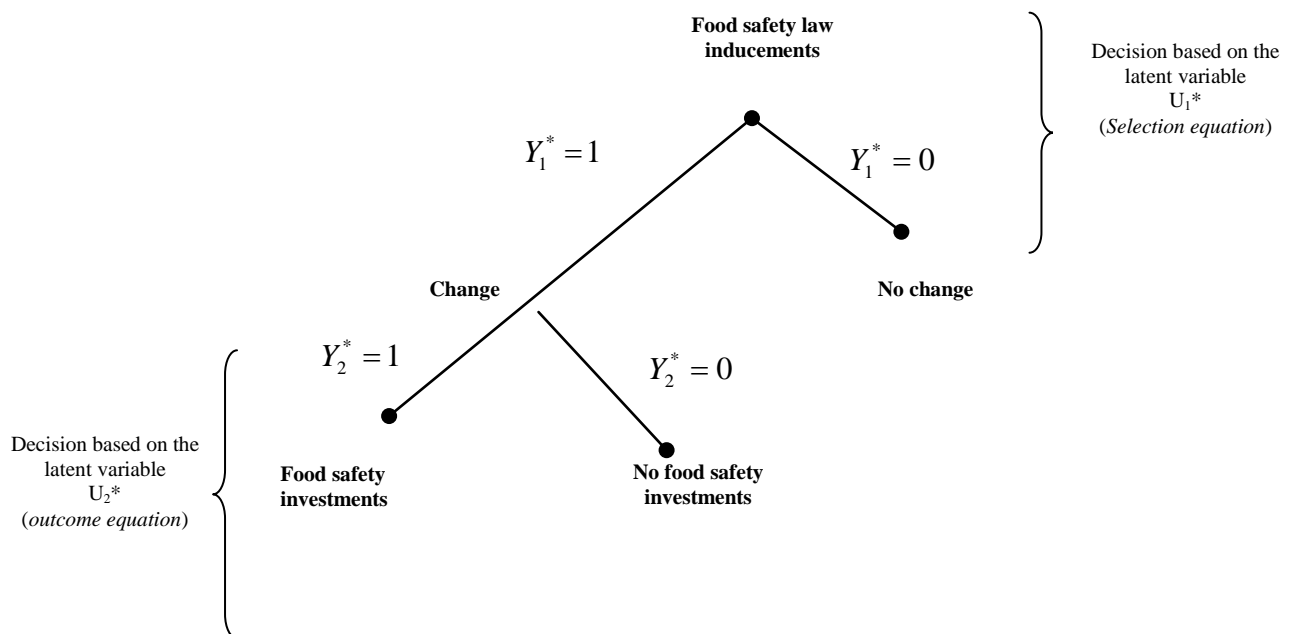 Food safety law
inducements
Decision based on the
latent variable
U₁*
(Selection equation)
Y₁* = 1
Y₁* = 0
Change
No change
Y₂* = 1
Y₂* = 0
Decision based on the
latent variable
U₂*
(outcome equation)
Food safety
investments
No food safety
investments